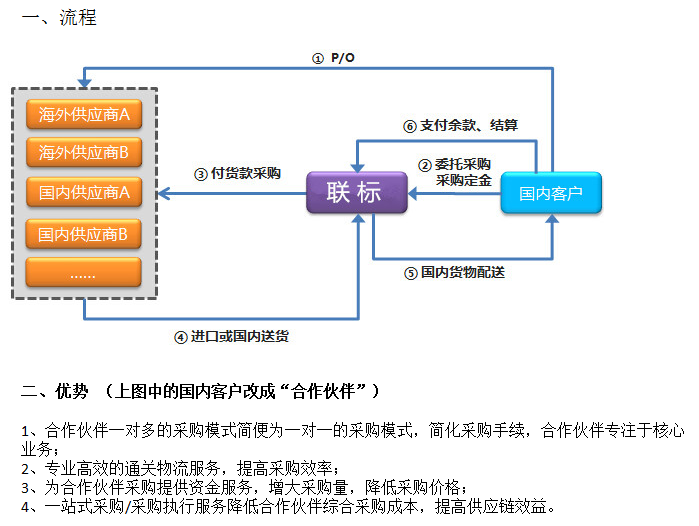 一、流程
① P/O
海外供应商A
海外供应商B
国内供应商A
国内供应商B
......
③ 付货款采购
联标
⑥ 支付余款、结算
② 委托采购
采购定金
国内客户
⑤ 国内货物配送
④ 进口或国内送货
二、优势 （上图中的国内客户改成“合作伙伴”）
1、合作伙伴一对多的采购模式简便为一对一的采购模式，简化采购手续，合作伙伴专注于核心
业务；
2、专业高效的通关物流服务，提高采购效率；
3、为合作伙伴采购提供资金服务，增大采购量，降低采购价格；
4、一站式采购/采购执行服务降低合作伙伴综合采购成本，提高供应链效益。